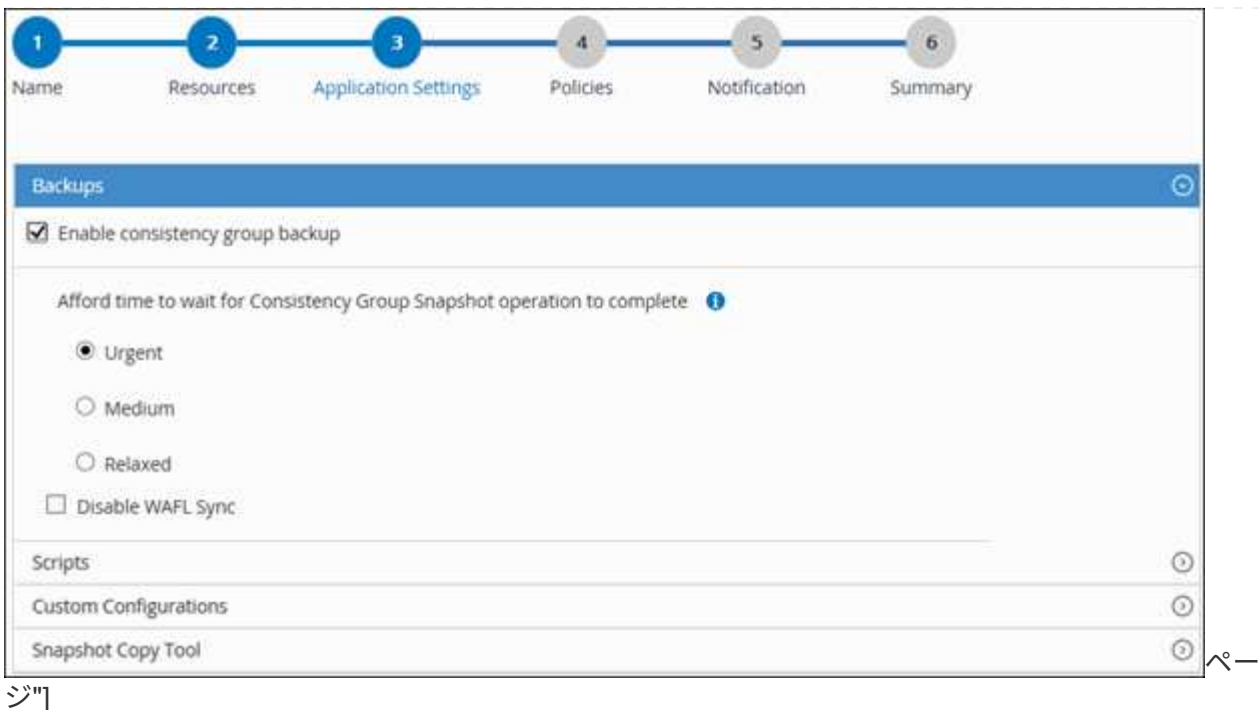 1 2 3 4 5 6
Name Resources Application Settings Policies Notification Summary
Backups
Enable consistency group backup
Afford time to wait for Consistency Group Snapshot operation to complete i
Urgent
Medium
Relaxed
Disable WAFL Sync
Scripts
Custom Configurations
Snapshot Copy Tool
ペー
ジ"]